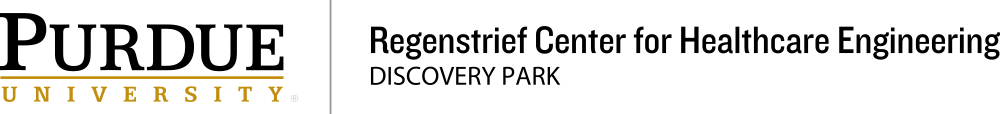 PURDUE
UNIVERSITY®
Regenstrief Center for Healthcare Engineering
DISCOVERY PARK